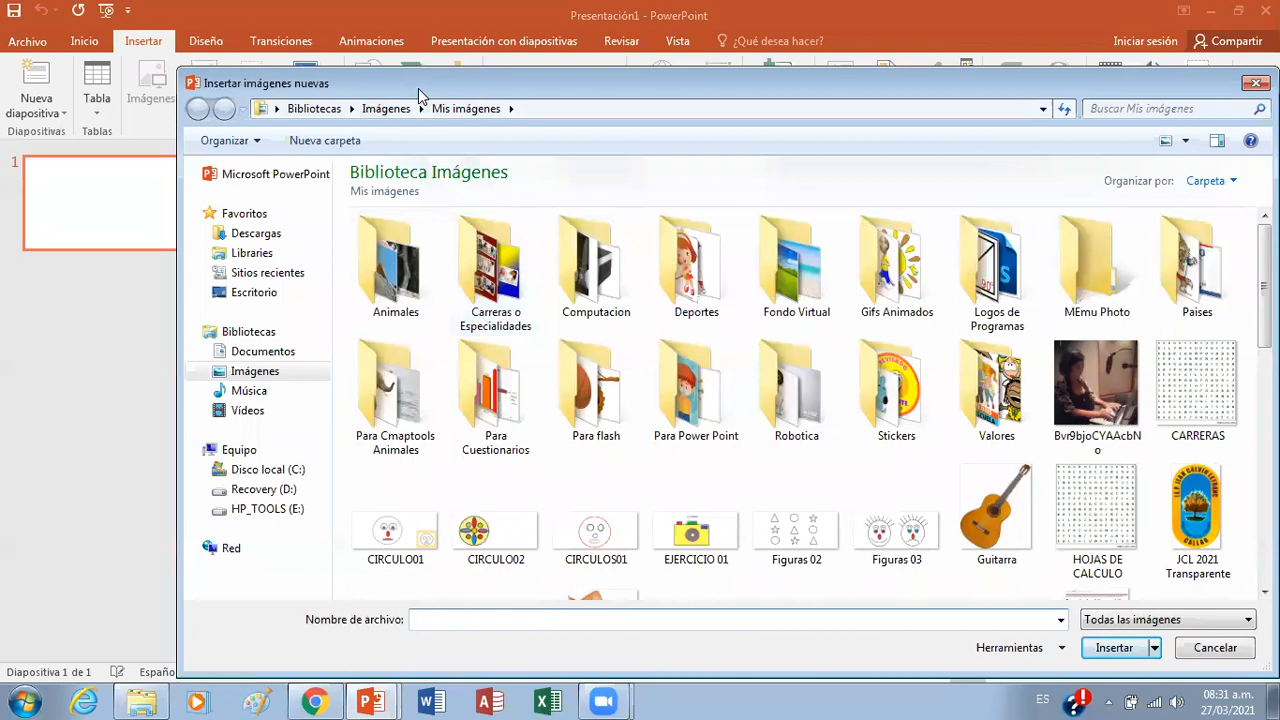 Presentación1 - PowerPoint
Archivo Inicio Insertar Diseño Transiciones Animaciones Presentación con diapositivas Revisar Vista ¿Qué desea hacer? Iniciar sesión Compartir
Nueva diapositiva
Tabla
Imágenes
Diapositivas
Tablas
Insertar imágenes nuevas
Bibliotecas Imágenes Mis imágenes
Buscar Mis imágenes
Organizar Nueva carpeta
Microsoft PowerPoint
Favoritos
Descargas
Libraries
Sitios recientes
Escritorio
Bibliotecas
Documentos
Imágenes
Música
Vídeos
Equipo
Disco local (C:)
Recovery (D:)
HP_TOOLS (E:)
Red
Biblioteca Imágenes
Mis imágenes
Organizar por: Carpeta
Animales
Carreras o Especialidades
Computacion
Deportes
Fondo Virtual
Gifs Animados
Logos de Programas
MEmu Photo
Paises
Para Cmaptools Animales
Para Cuestionarios
Para flash
Para Power Point
Robotica
Stickers
Valores
Bvr9bjoCYAAcbNo
CARRERAS
CIRCULO01
CIRCULO02
CIRCULOS01
EJERCICIO 01
Figuras 02
Figuras 03
Guitarra
HOJAS DE CALCULO
JCL 2021 Transparente
Nombre de archivo:
Todas las imágenes
Herramientas
Insertar
Cancelar
1
Diapositiva 1 de 1
Españo
ES
08:31 a.m.
27/03/2021